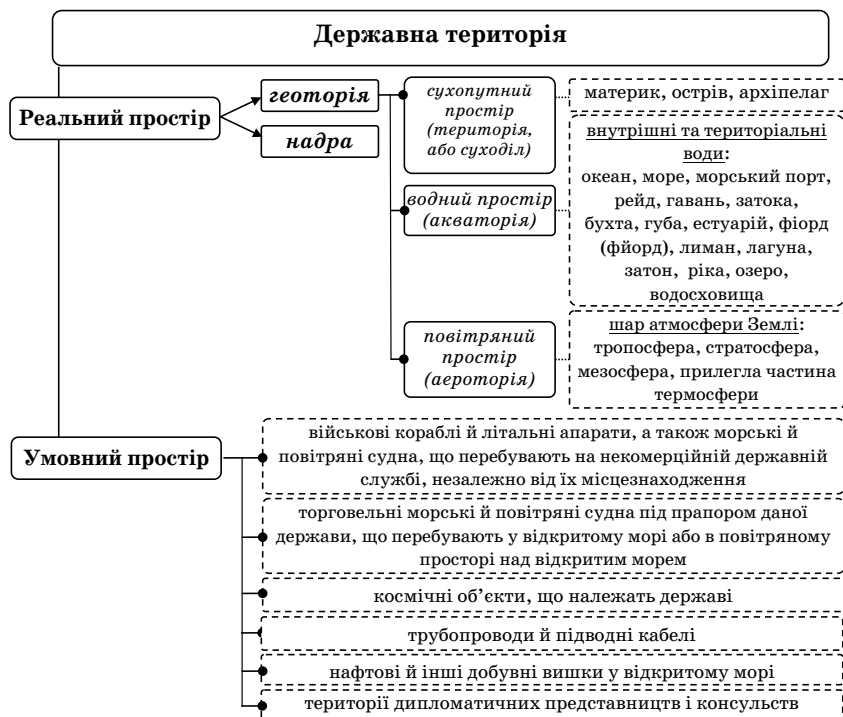 Державна територія
Реальний простір
геоторія
надра
сухопутний
простір
(територія,
або суходіл)
материк, острів, архіпелаг
водний простір
(акваторія)
внутрішні та територіальні
води:
океан, море, морський порт,
рейд, гавань, затока,
бухта, губа, естуарій, фіорд
(фйорд), лиман, лагуна,
затон, ріка, озеро,
водосховища
повітряний
простір
(аероторія)
шар атмосфери Землі:
тропосфера, стратосфера,
мезосфера, прилегла частина
термосфери
Умовний простір
військові кораблі й літальні апарати, а також морські й
повітряні судна, що перебувають на некомерційній державній
службі, незалежно від їх місцезнаходження
торговельні морські й повітряні судна під прапором даної
держави, що перебувають у відкритому морі або в повітряному
просторі над відкритим морем
космічні об’єкти, що належать державі
трубопроводи й підводні кабелі
нафтові й інші добувні вишки у відкритому морі
території дипломатичних представництв і консульств